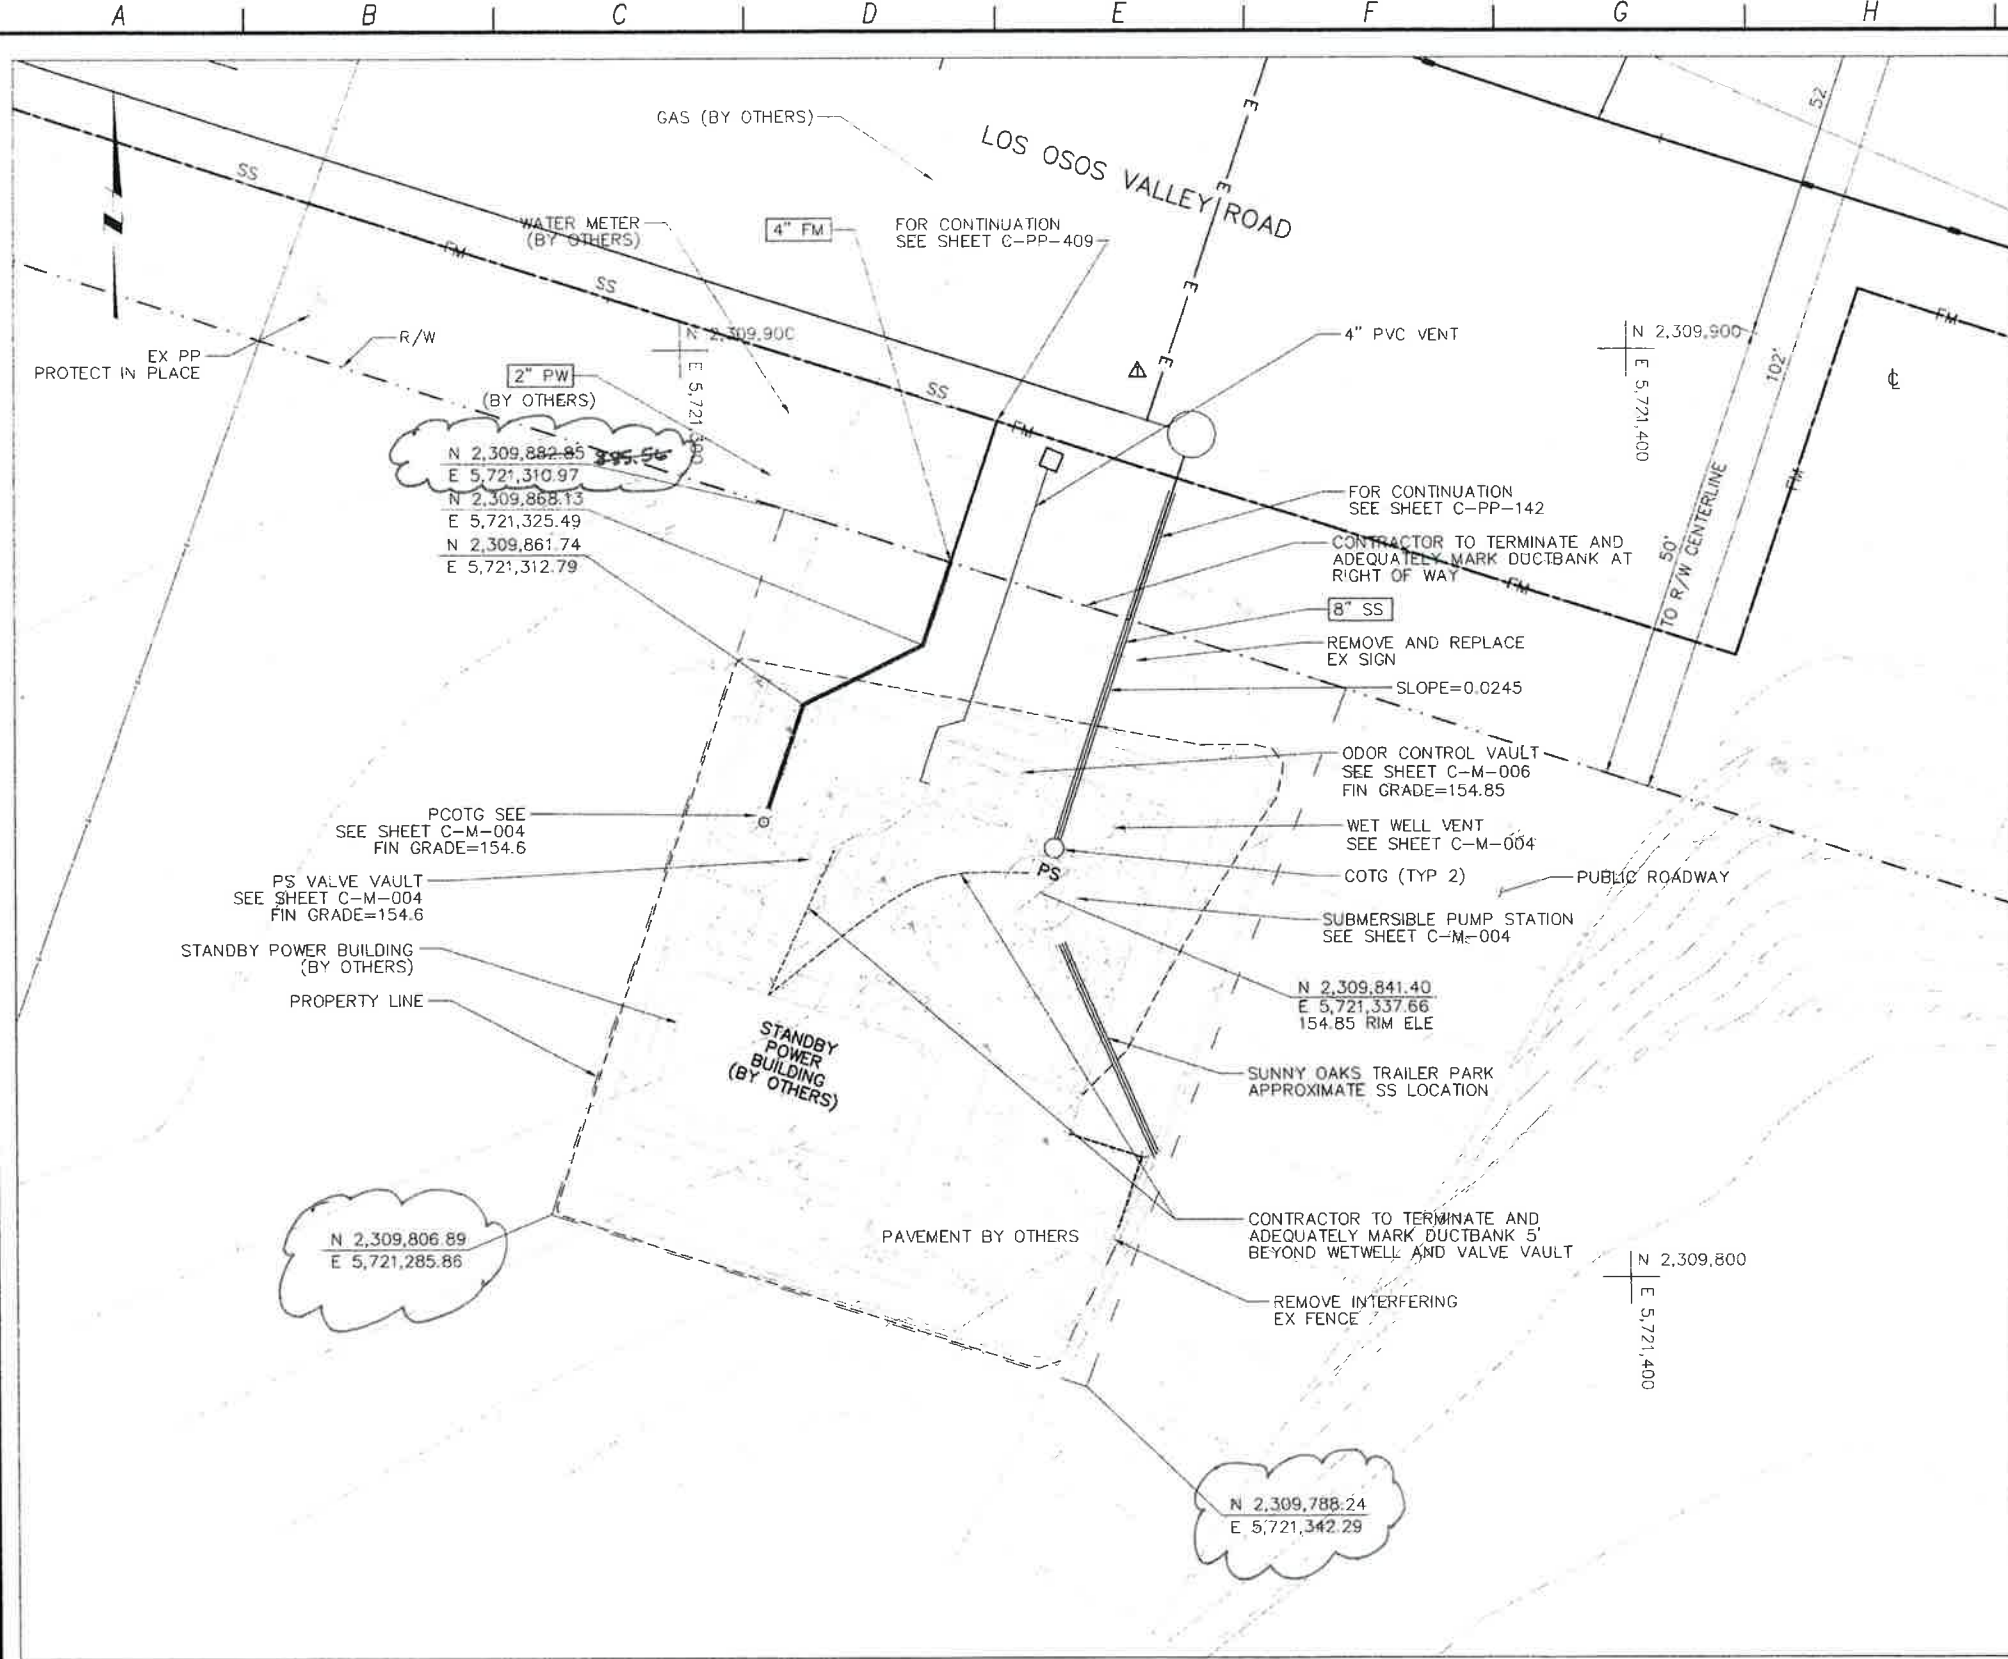 A B C D E F G H
GAS (BY OTHERS)
LOS OSOS VALLEY ROAD
E
E
E
E
52
SS
WATER METER
(BY OTHERS)
4" FM
FOR CONTINUATION
SEE SHEET C-PP-409
FM
SS
N 2,309,900
E 5,721,300
4" PVC VENT
N 2,309,900
E 5,721,400
102'
FM
EX PP
PROTECT IN PLACE
R/W
2" PW
(BY OTHERS)
SS
FM
N 2,309,882.85 895.56
E 5,721,310.97
N 2,309,868.13
E 5,721,325.49
N 2,309,861.74
E 5,721,312.79
FOR CONTINUATION
SEE SHEET C-PP-142
FM
50'
TO R/W CENTERLINE
CONTRACTOR TO TERMINATE AND
ADEQUATELY MARK DUCTBANK AT
RIGHT OF WAY
FM
8" SS
REMOVE AND REPLACE
EX SIGN
SLOPE=0.0245
ODOR CONTROL VAULT
SEE SHEET C-M-006
FIN GRADE=154.85
PCOTG SEE
SEE SHEET C-M-004
FIN GRADE=154.6
WET WELL VENT
SEE SHEET C-M-004
PS
COTG (TYP 2)
PUBLIC ROADWAY
PS VALVE VAULT
SEE SHEET C-M-004
FIN GRADE=154.6
SUBMERSIBLE PUMP STATION
SEE SHEET C-M-004
STANDBY POWER BUILDING
(BY OTHERS)
PROPERTY LINE
N 2,309,841.40
E 5,721,337.66
154.85 RIM ELE
STANDBY
POWER
BUILDING
(BY OTHERS)
SUNNY OAKS TRAILER PARK
APPROXIMATE SS LOCATION
N 2,309,806.89
E 5,721,285.86
PAVEMENT BY OTHERS
CONTRACTOR TO TERMINATE AND
ADEQUATELY MARK DUCTBANK 5'
BEYOND WETWELL AND VALVE VAULT
N 2,309,800
E 5,721,400
REMOVE INTERFERING
EX FENCE
N 2,309,788.24
E 5,721,342.29